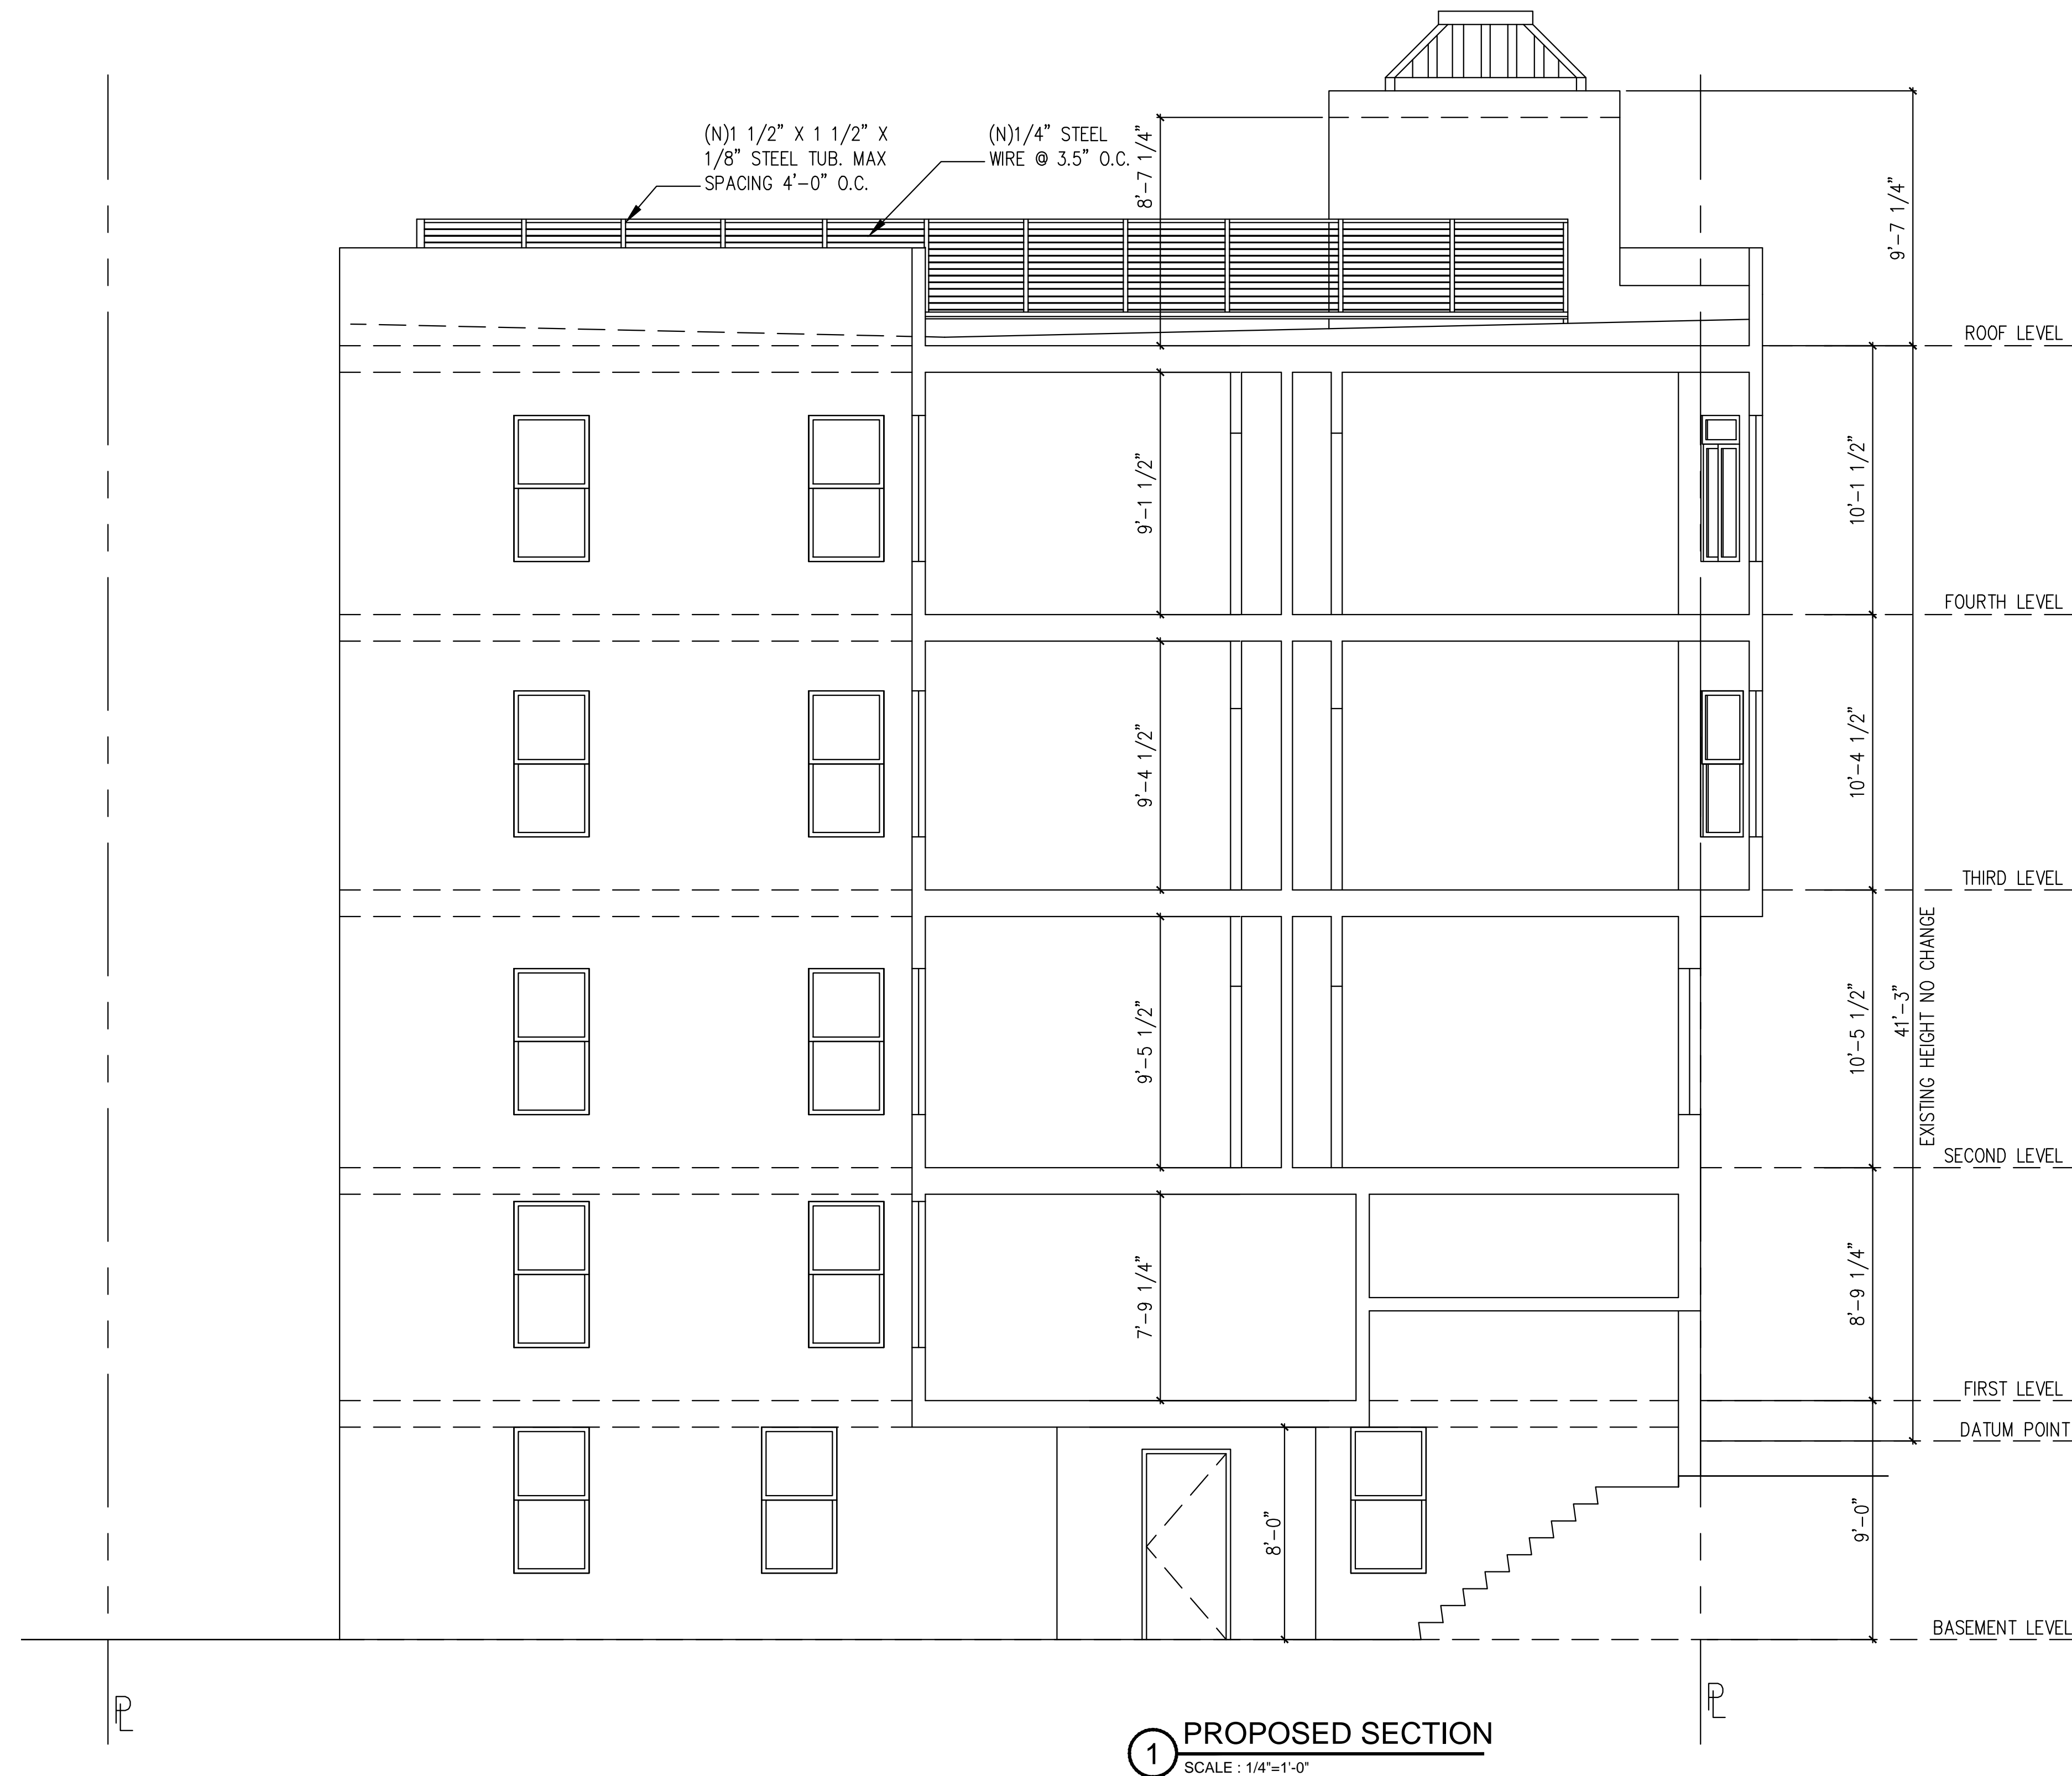 (N)1 1/2" X 1 1/2" X
1/8" STEEL TUB. MAX
SPACING 4'-0" O.C.
(N)1/4" STEEL
WIRE @ 3.5" O.C.
8'-7 1/4"
9'-7 1/4"
ROOF LEVEL
9'-1 1/2"
10'-1 1/2"
FOURTH LEVEL
9'-4 1/2"
10'-4 1/2"
THIRD LEVEL
9'-5 1/2"
10'-5 1/2"
41'-3"
EXISTING HEIGHT NO CHANGE
SECOND LEVEL
7'-9 1/4"
8'-9 1/4"
FIRST LEVEL
DATUM POINT
8'-0"
9'-0"
BASEMENT LEVEL
PL
PL
1
PROPOSED SECTION
SCALE : 1/4"=1'-0"